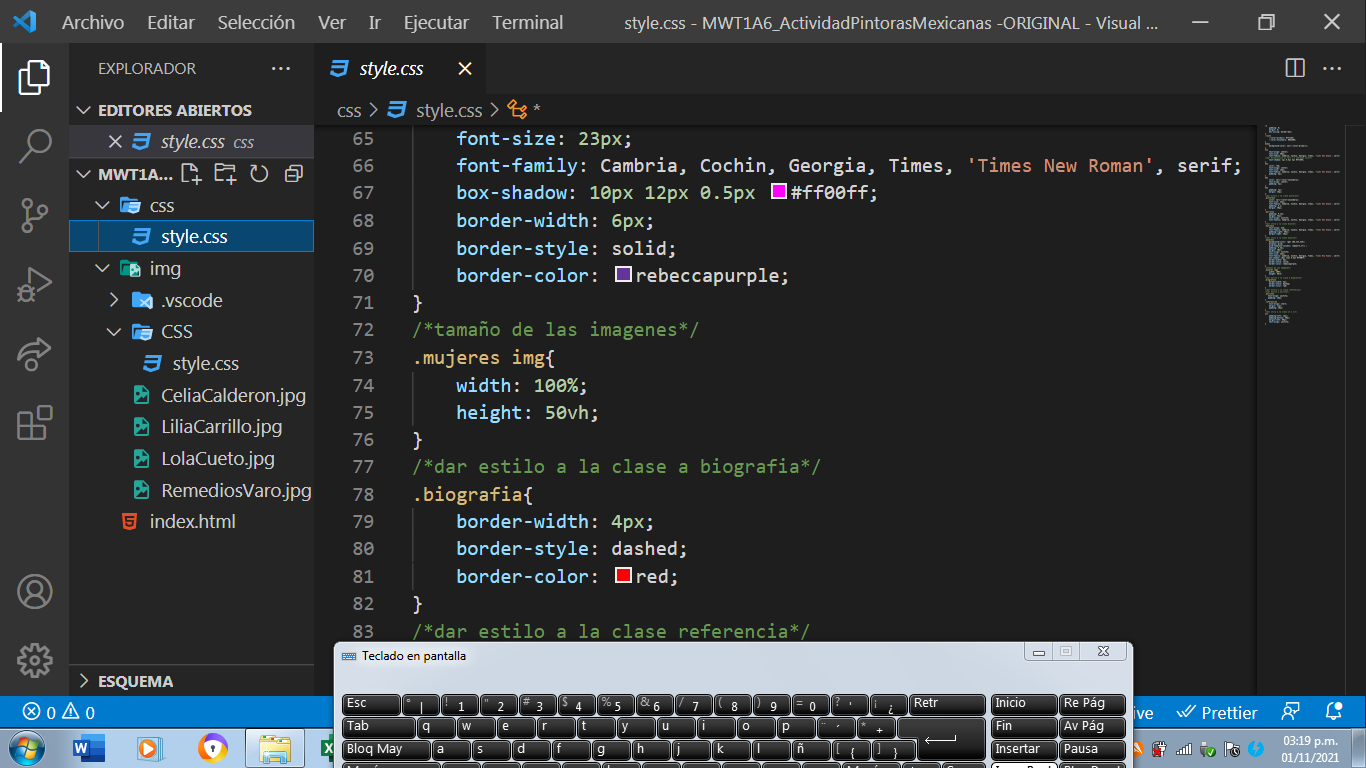 Archivo Editar Selección Ver Ir Ejecutar Terminal style.css - MWT1A6_ActividadPintorasMexicanas -ORIGINAL - Visual ...
EXPLORADOR
EDITORES ABIERTOS
style.css css
MWT1A...
css
style.css
img
.vscode
CSS
style.css
CeliaCalderon.jpg
LiliaCarrillo.jpg
LolaCueto.jpg
RemediosVaro.jpg
index.html
ESQUEMA
style.css
css > style.css > *
65 font-size: 23px;
66 font-family: Cambria, Cochin, Georgia, Times, 'Times New Roman', serif;
67 box-shadow: 10px 12px 0.5px #ff00ff;
68 border-width: 6px;
69 border-style: solid;
70 border-color: rebeccapurple;
71 }
72 /*tamaño de las imagenes*/
73 .mujeres img{
74 width: 100%;
75 height: 50vh;
76 }
77 /*dar estilo a la clase a biografia*/
78 .biografia{
79 border-width: 4px;
80 border-style: dashed;
81 border-color: red;
82 }
83 /*dar estilo a la clase referencia*/
Teclado en pantalla
Esc ° | ! 1 " 2 # 3 $ 4 % 5 & 6 / 7 ( 8 ) 9 = 0 ? ' ¡ ¿ Retr Inicio Re Pág
Tab q w e r t y u i o p ¨ ´ * + Fin Av Pág
Bloq May a s d f g h j k l ñ [ { ] } Insertar Pausa
0 0 ive Prettier
03:19 p.m.
01/11/2021